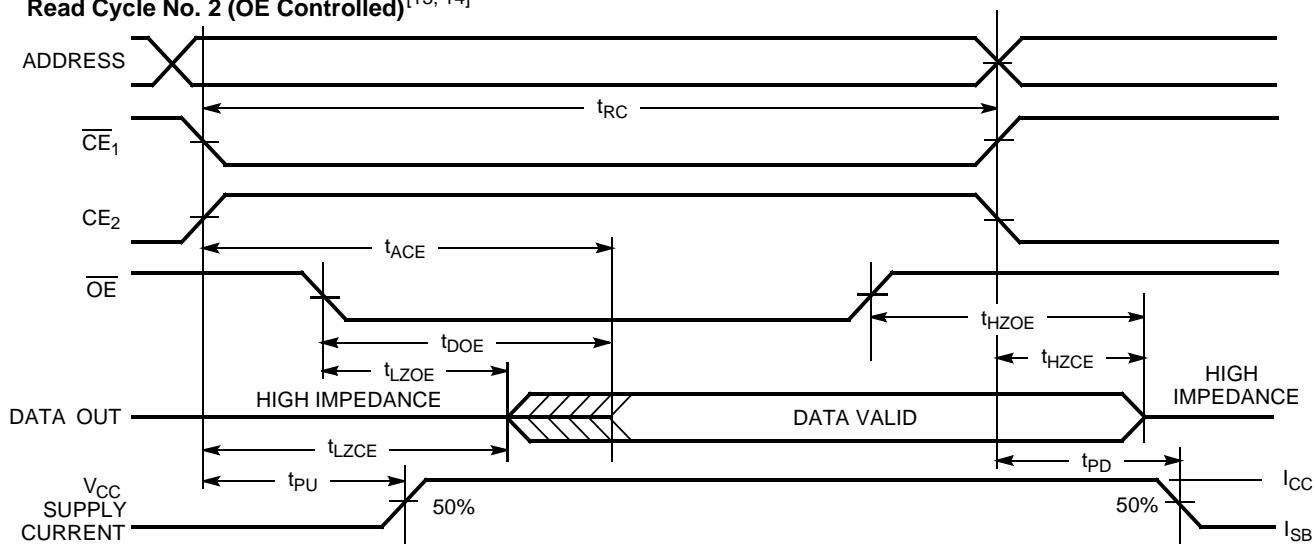 Read Cycle No. 2 (OE Controlled)[13, 14]
ADDRESS
tRC
CE1
CE2
tACE
OE
tHZOE
tDOE
tHZCE
tLZOE
HIGH IMPEDANCE
HIGH
IMPEDANCE
DATA OUT
DATA VALID
tLZCE
tPD
VCC
SUPPLY
CURRENT
tPU
50%
50%
ICC
ISB